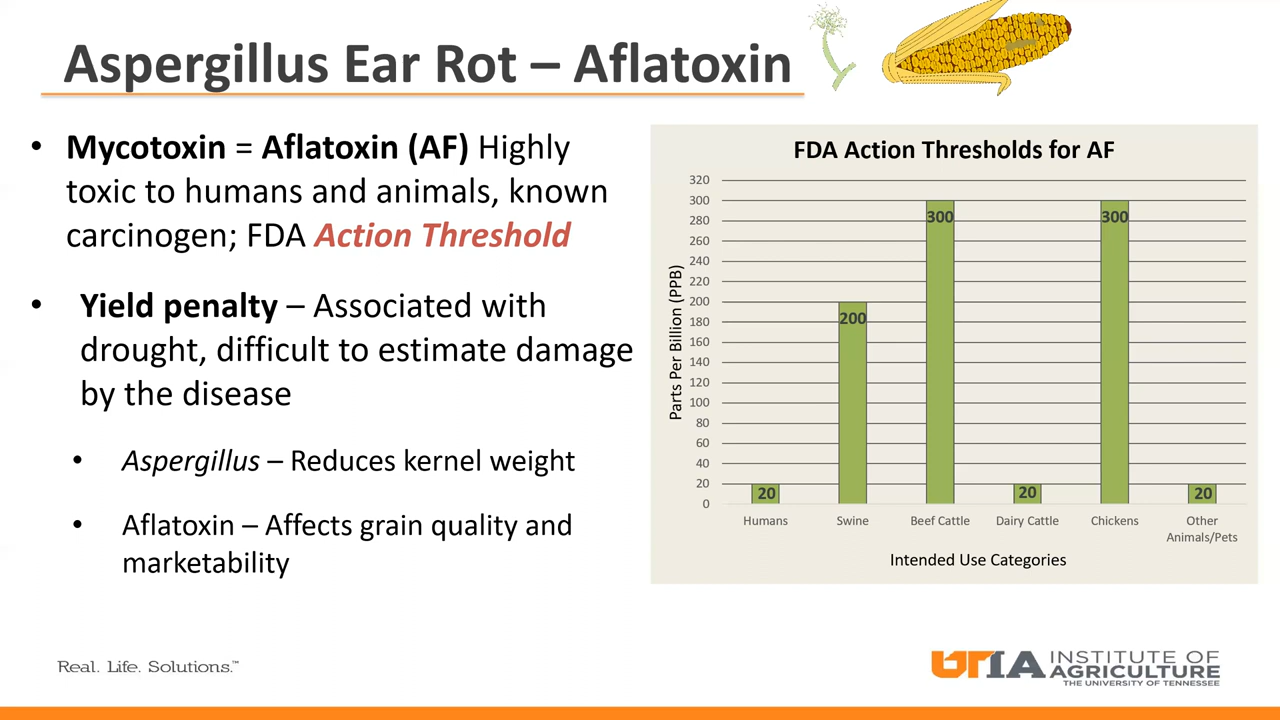 Aspergillus Ear Rot – Aflatoxin
• Mycotoxin = Aflatoxin (AF) Highly
toxic to humans and animals, known
carcinogen; FDA Action Threshold
• Yield penalty – Associated with
drought, difficult to estimate damage
by the disease
• Aspergillus – Reduces kernel weight
• Aflatoxin – Affects grain quality and
marketability
FDA Action Thresholds for AF
Parts Per Billion (PPB)
320
300
280
260
240
220
200
180
160
140
120
100
80
60
40
20
0
20
200
300
20
300
20
Humans
Swine
Beef Cattle
Dairy Cattle
Chickens
Other
Animals/Pets
Intended Use Categories
Real. Life. Solutions.™
UTIA INSTITUTE OF
AGRICULTURE
THE UNIVERSITY OF TENNESSEE